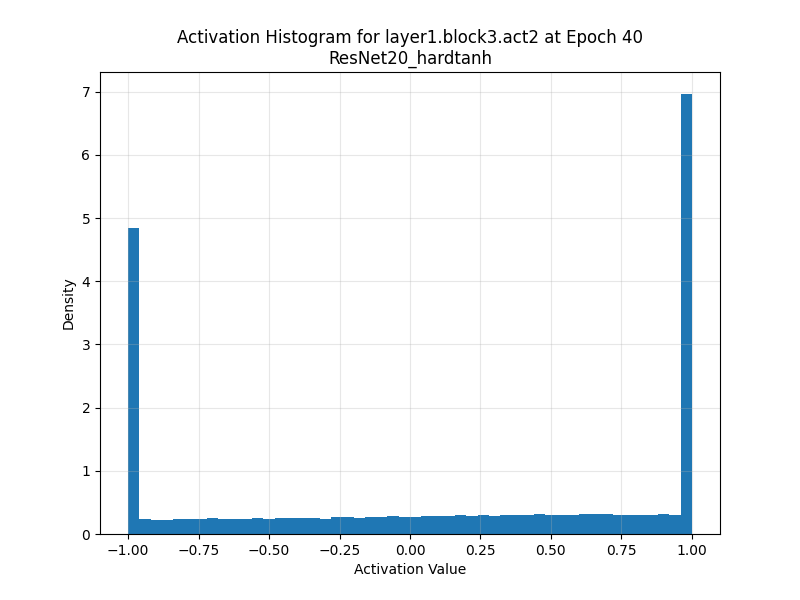 Activation Histogram for layer1.block3.act2 at Epoch 40
ResNet20_hardtanh
Density
7
6
5
4
3
2
1
0
−1.00 −0.75 −0.50 −0.25 0.00 0.25 0.50 0.75 1.00
Activation Value